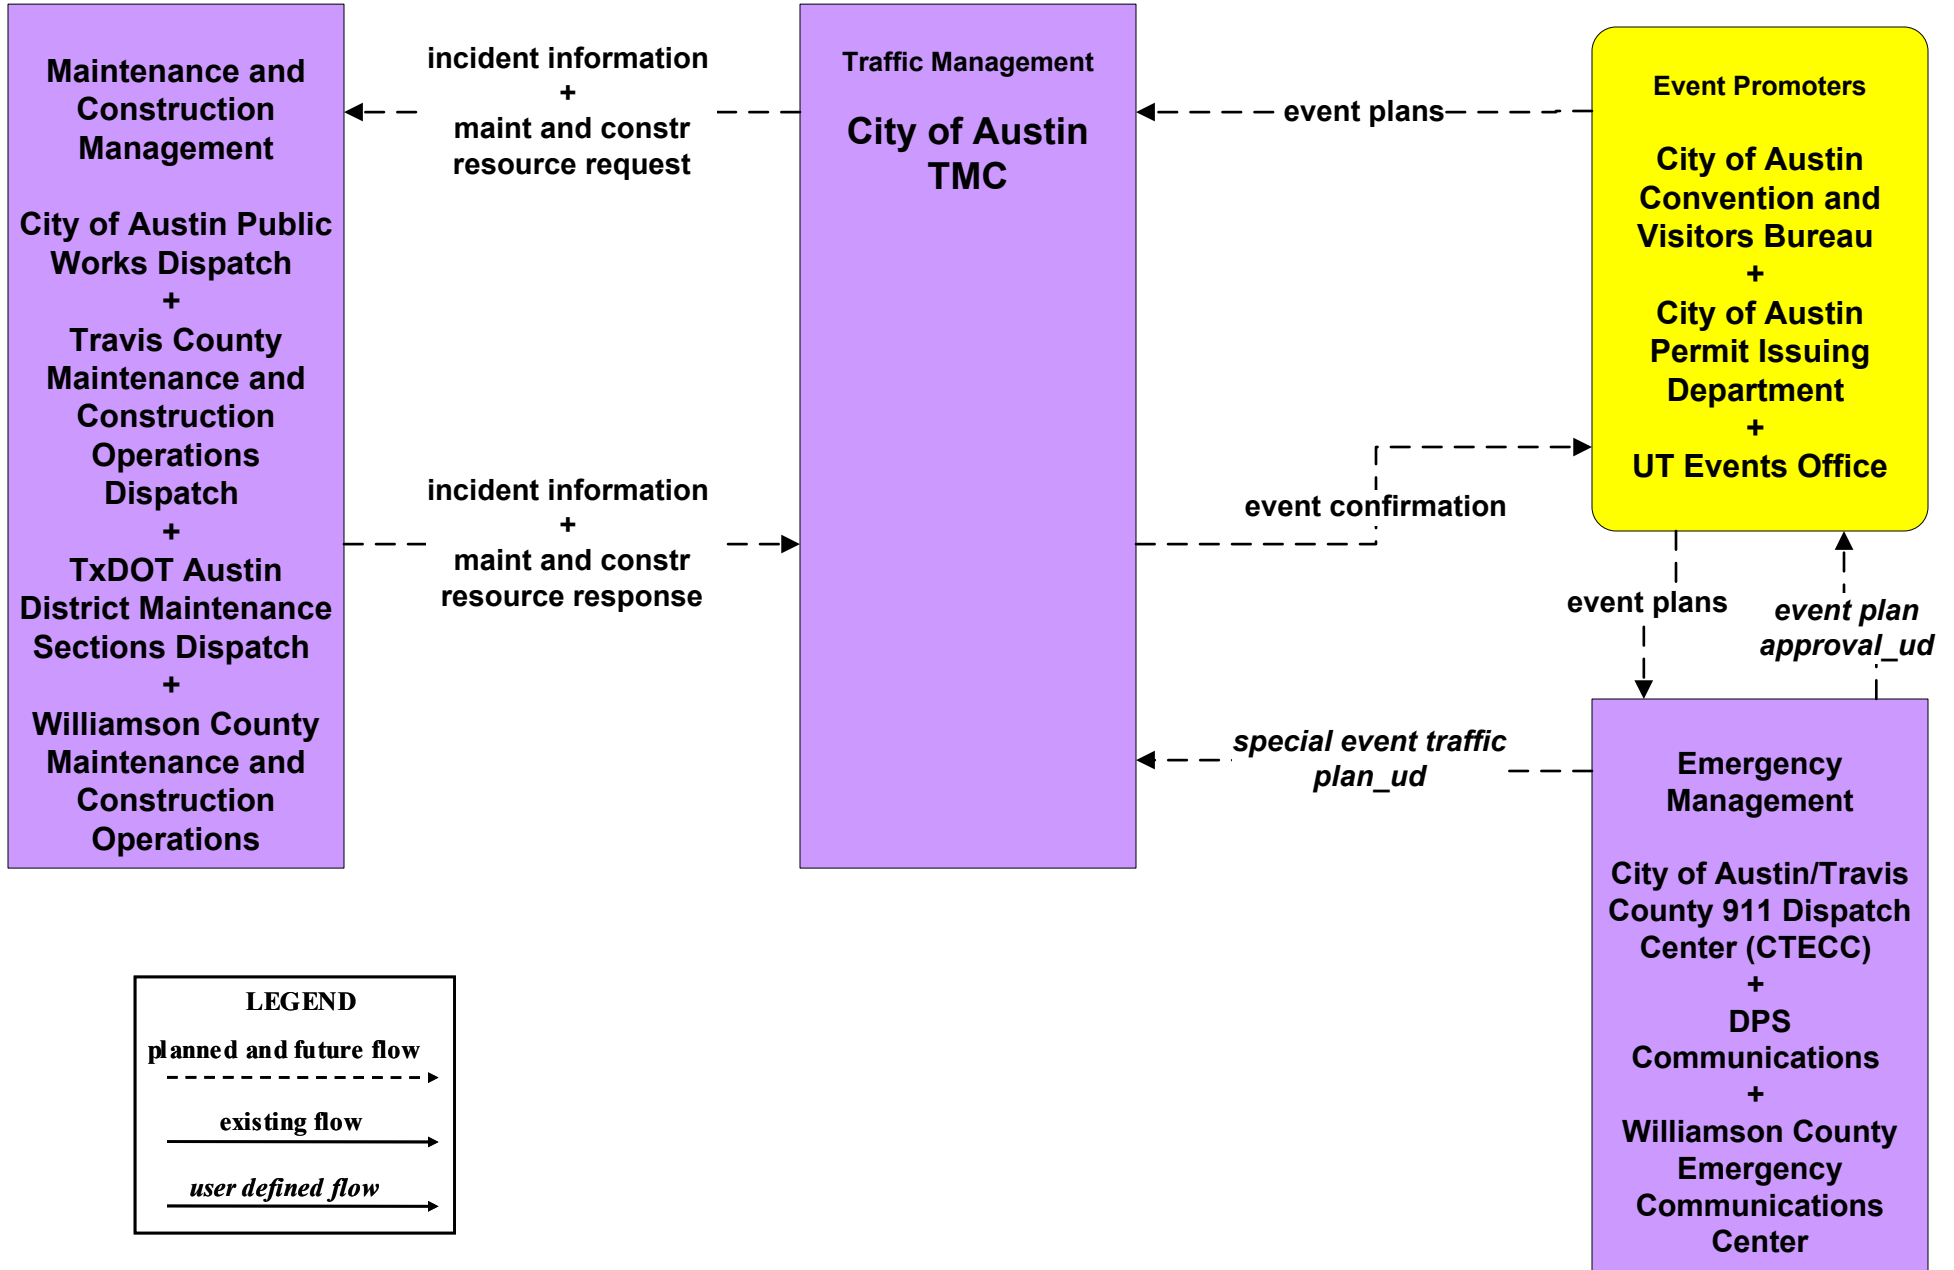 Maintenance and
Construction
Management
City of Austin Public
Works Dispatch
+
Travis County
Maintenance and
Construction
Operations
Dispatch
+
TxDOT Austin
District Maintenance
Sections Dispatch
+
Williamson County
Maintenance and
Construction
Operations
incident information
+
maint and constr
resource request
incident information
+
maint and constr
resource response
Traffic Management
City of Austin
TMC
event plans
event confirmation
special event traffic
plan_ud
Event Promoters
City of Austin
Convention and
Visitors Bureau
+
City of Austin
Permit Issuing
Department
+
UT Events Office
event plans
event plan
approval_ud
Emergency
Management
City of Austin/Travis
County 911 Dispatch
Center (CTECC)
+
DPS
Communications
+
Williamson County
Emergency
Communications
Center
LEGEND
planned and future flow
existing flow
user defined flow